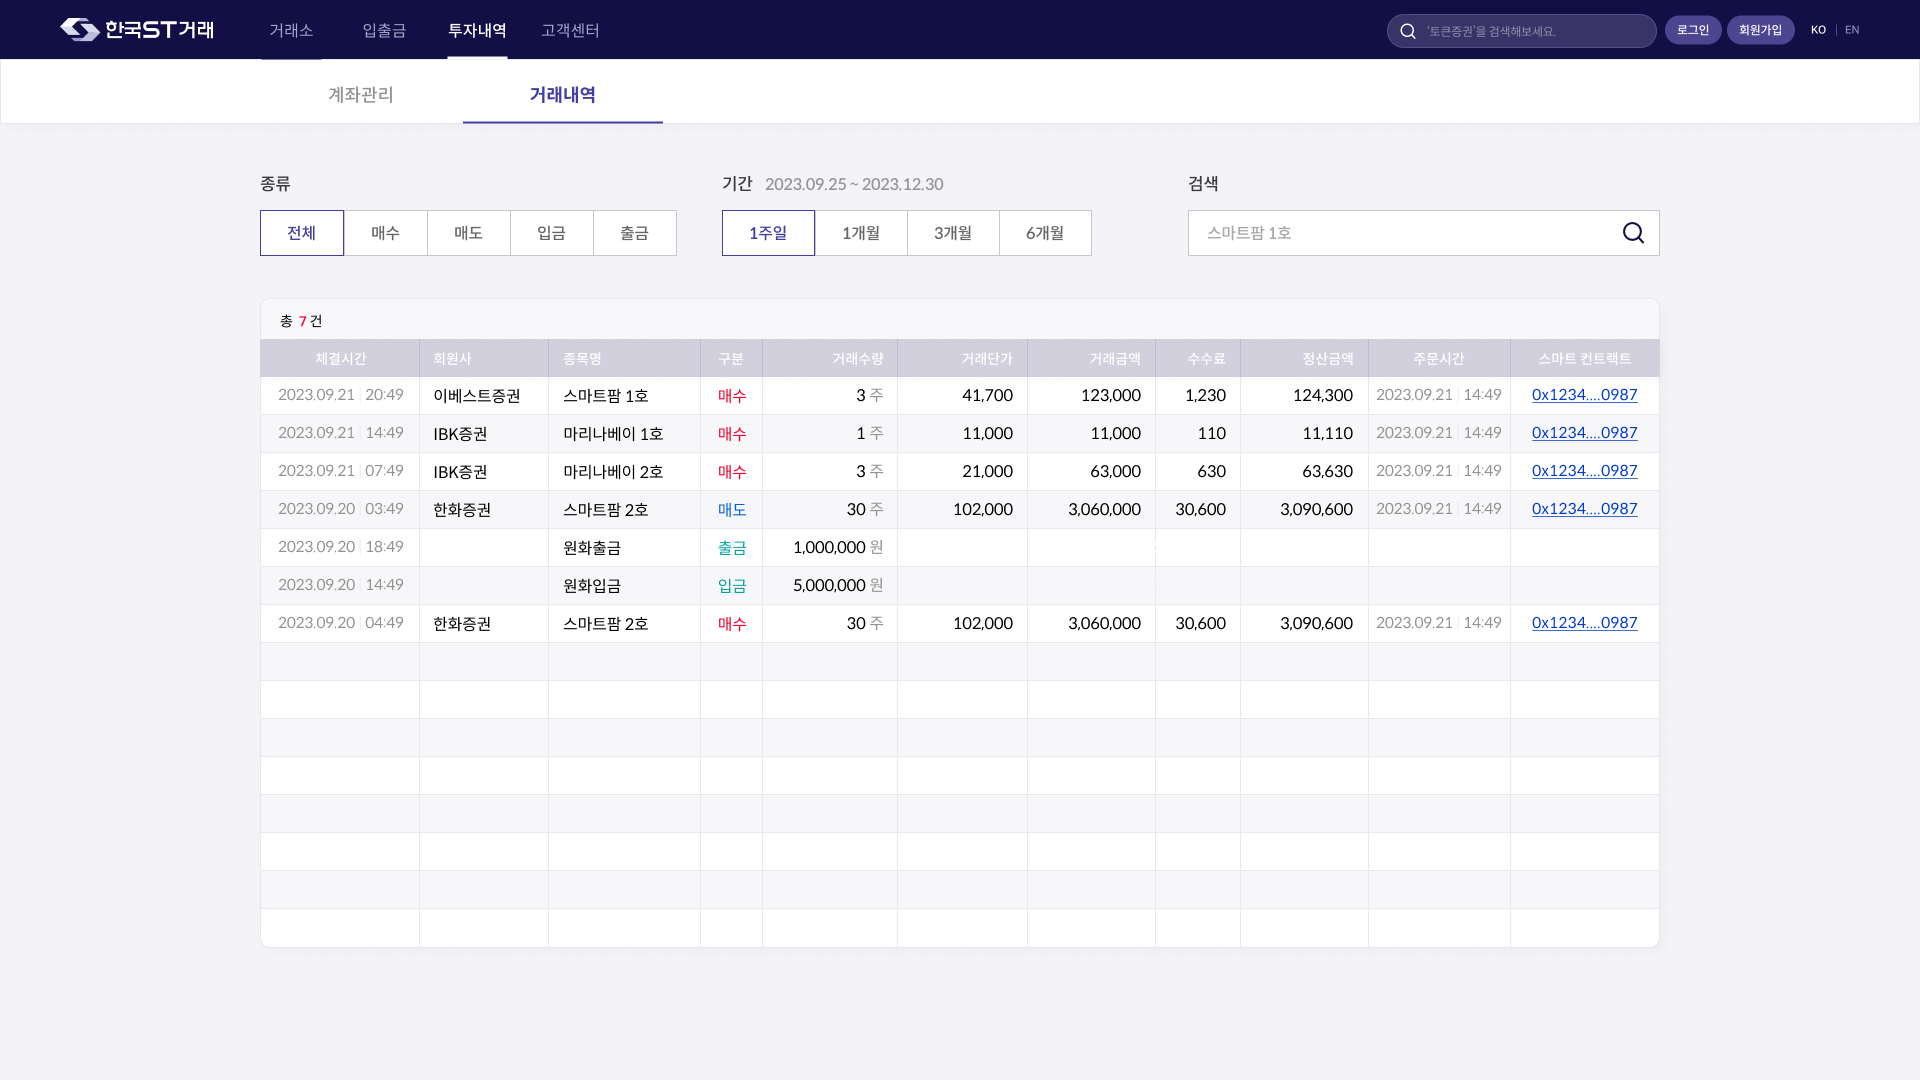 한국ST거래 거래소 입출금 투자내역 고객센터 '토큰증권'을 검색해보세요. 로그인 회원가입 KO | EN
계좌관리 거래내역
종류 기간 2023.09.25 ~ 2023.12.30 검색
전체 매수 매도 입금 출금 1주일 1개월 3개월 6개월 스마트팜 1호
총 7 건
체결시간 회원사 종목명 구분 거래수량 거래단가 거래금액 수수료 정산금액 주문시간 스마트 컨트랙트
2023.09.21 | 20:49 이베스트증권 스마트팜 1호 매수 3 주 41,700 123,000 1,230 124,300 2023.09.21 | 14:49 0x1234....0987
2023.09.21 | 14:49 IBK증권 마리나베이 1호 매수 1 주 11,000 11,000 110 11,110 2023.09.21 | 14:49 0x1234....0987
2023.09.21 | 07:49 IBK증권 마리나베이 2호 매수 3 주 21,000 63,000 630 63,630 2023.09.21 | 14:49 0x1234....0987
2023.09.20 | 03:49 한화증권 스마트팜 2호 매도 30 주 102,000 3,060,000 30,600 3,090,600 2023.09.21 | 14:49 0x1234....0987
2023.09.20 | 18:49 원화출금 출금 1,000,000 원
2023.09.20 | 14:49 원화입금 입금 5,000,000 원
2023.09.20 | 04:49 한화증권 스마트팜 2호 매수 30 주 102,000 3,060,000 30,600 3,090,600 2023.09.21 | 14:49 0x1234....0987